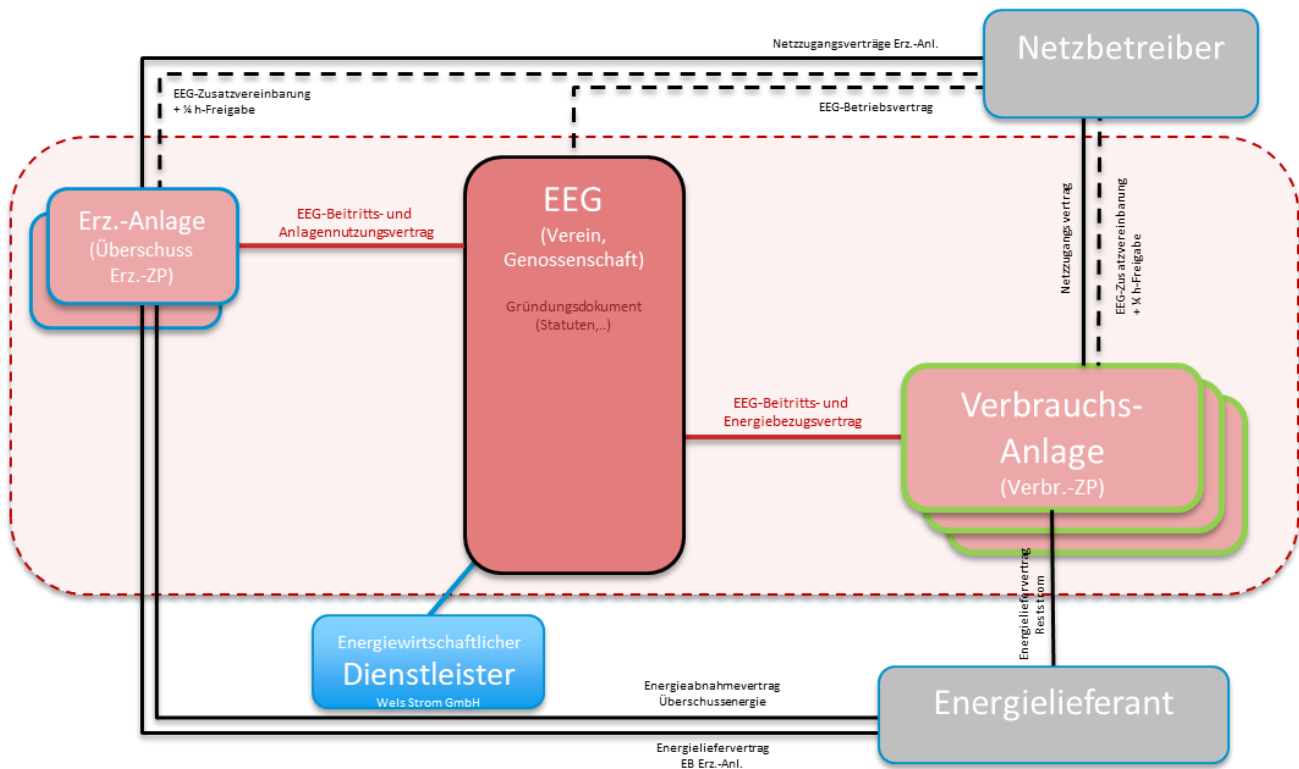 Netzzugangsverträge Erz.-Anl.
Netzbetreiber
EEG-Zusatzvereinbarung
+ ¼ h-Freigabe
EEG-Betriebsvertrag
Erz.-Anlage
(Überschuss
Erz.-ZP)
EEG-Beitritts- und
Anlagennutzungsvertrag
EEG
(Verein,
Genossenschaft)
Gründungsdokument
(Statuten,..)
Netzzugangsvertrag
EEG-Zusatzvereinbarung
+ ¼ h-Freigabe
EEG-Beitritts- und
Energiebezugsvertrag
Verbrauchs-
Anlage
(Verbr.-ZP)
Energieliefervertrag
Reststrom
Energiewirtschaftlicher
Dienstleister
Wels Strom GmbH
Energieabnahmevertrag
Überschussenergie
Energielieferant
Energieliefervertrag
EB Erz.-Anl.